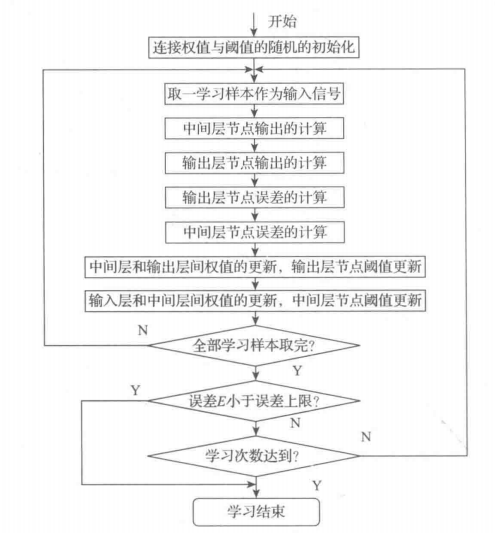 开始
连接权值与阈值的随机的初始化
取一学习样本作为输入信号
中间层节点输出的计算
输出层节点输出的计算
输出层节点误差的计算
中间层节点误差的计算
中间层和输出层间权值的更新，输出层节点阈值更新
输入层和中间层间权值的更新，中间层节点阈值更新
N
全部学习样本取完？
Y
Y
误差E小于误差上限？
N
N
学习次数达到？
Y
学习结束